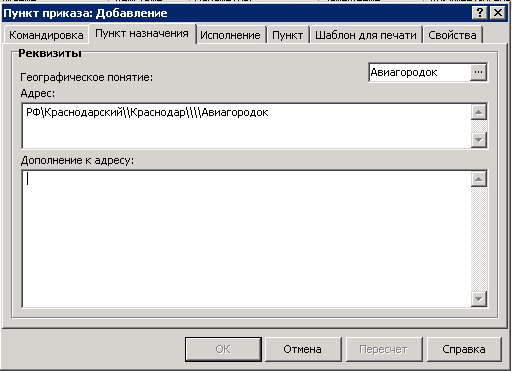 Пункт приказа: Добавление
Командировка Пункт назначения Исполнение Пункт Шаблон для печати Свойства
Реквизиты
Географическое понятие: Авиагородок ...
Адрес:
РФ\Краснодарский\\Краснодар\\\\Авиагородок
Дополнение к адресу:
ОК Отмена Пересчет Справка